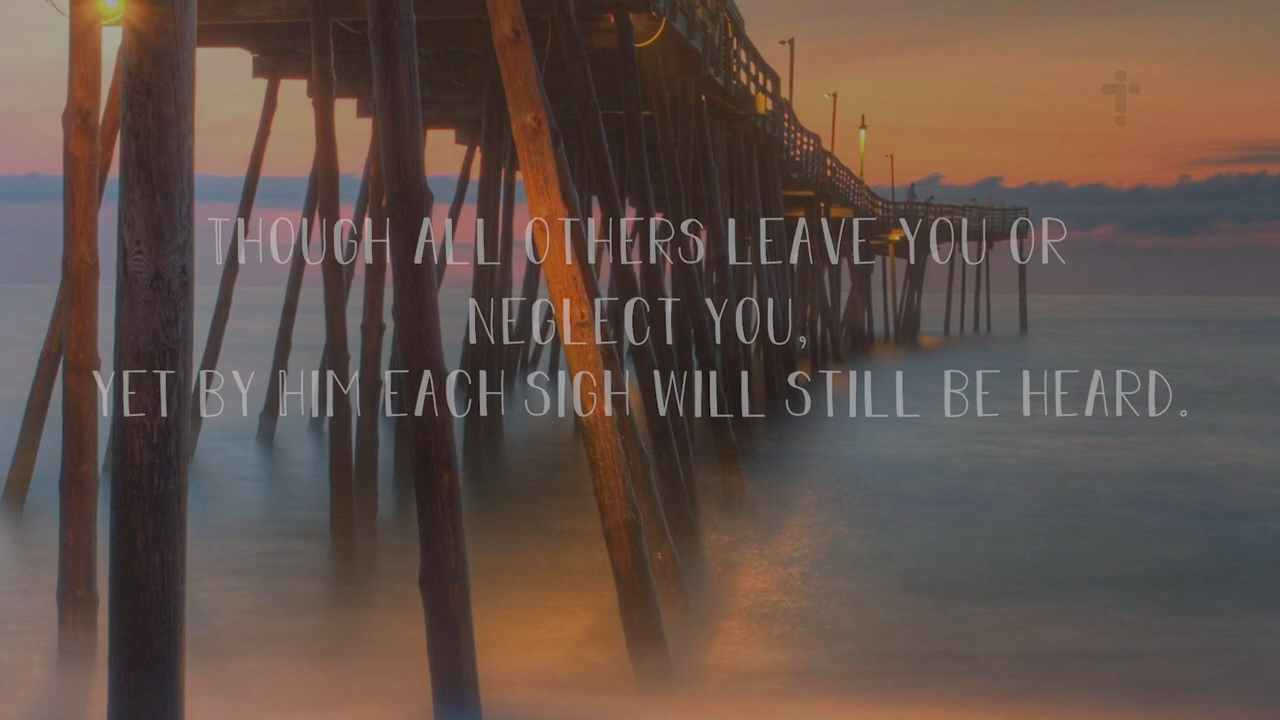 THOUGH ALL OTHERS LEAVE YOU OR
NEGLECT YOU,
YET BY HIM EACH SIGH WILL STILL BE HEARD.